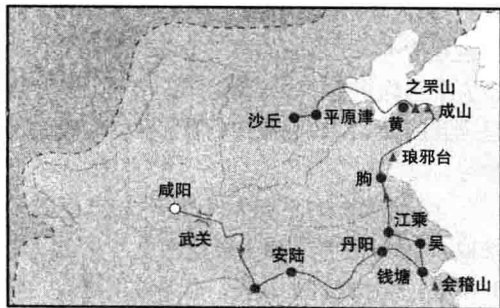 之罘山
沙丘
平原津
黄
成山
琅邪台
朐
咸阳
武关
江乘
吴
安陆
丹阳
钱塘
会稽山